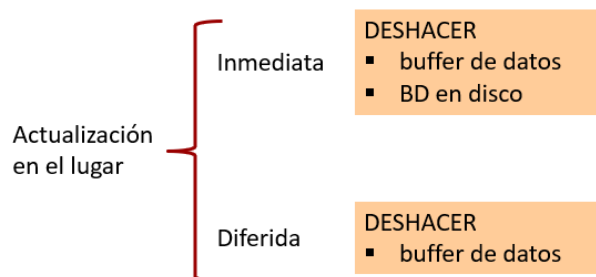 Actualización
en el lugar
Inmediata
DESHACER
▪ buffer de datos
▪ BD en disco
Diferida
DESHACER
▪ buffer de datos